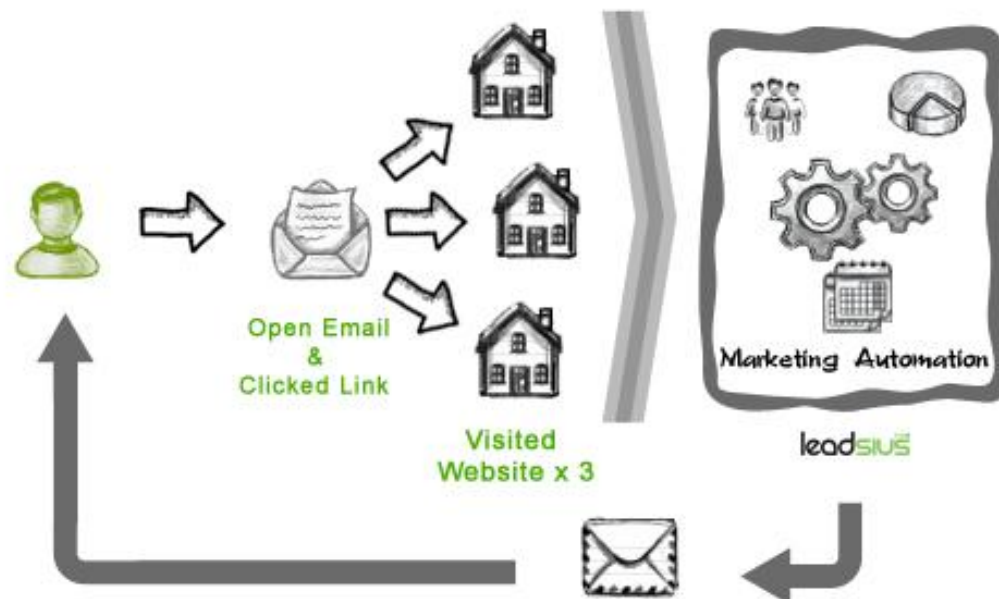 Open Email
&
Clicked Link
Visited
Website x 3
Marketing Automation
leadsius